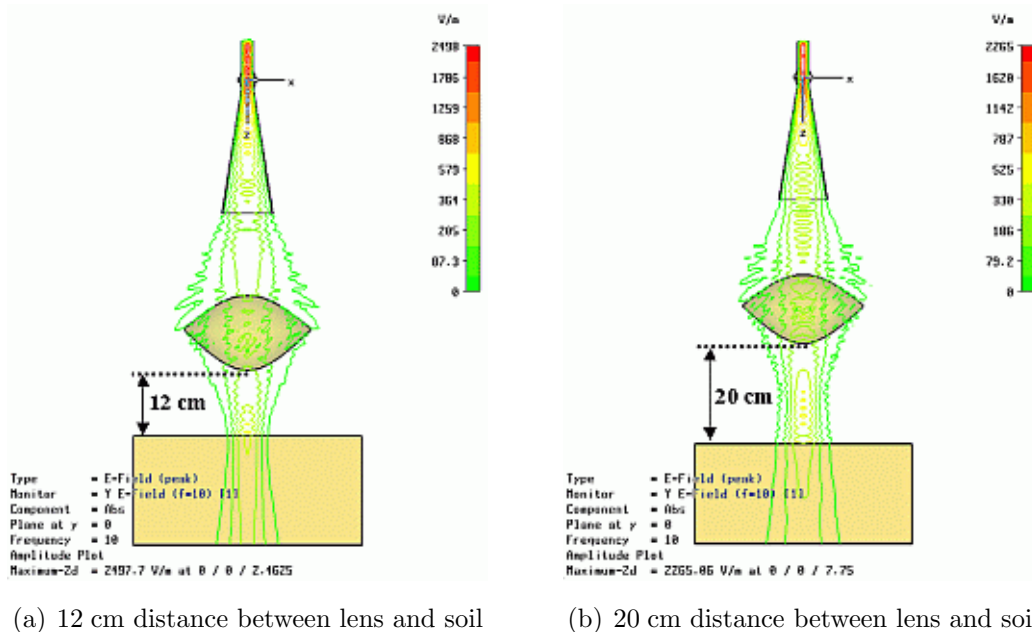 V/m
2498
1786
1259
868
579
364
205
87.3
0
x
z
12 cm
Type = E-Field (peak)
Monitor = Y E-Field (f=10) [1]
Component = Abs
Plane at y = 0
Frequency = 10
Amplitude Plot
Maximum-2d = 2497.7 V/m at 0 / 0 / 2.4625
(a) 12 cm distance between lens and soil
V/m
2265
1620
1142
787
525
330
186
79.2
0
x
z
20 cm
Type = E-Field (peak)
Monitor = Y E-Field (f=10) [1]
Component = Abs
Plane at y = 0
Frequency = 10
Amplitude Plot
Maximum-2d = 2265.06 V/m at 0 / 0 / 7.75
(b) 20 cm distance between lens and soi